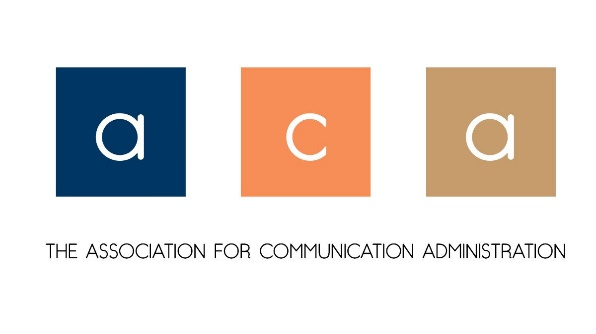 a c a
THE ASSOCIATION FOR COMMUNICATION ADMINISTRATION